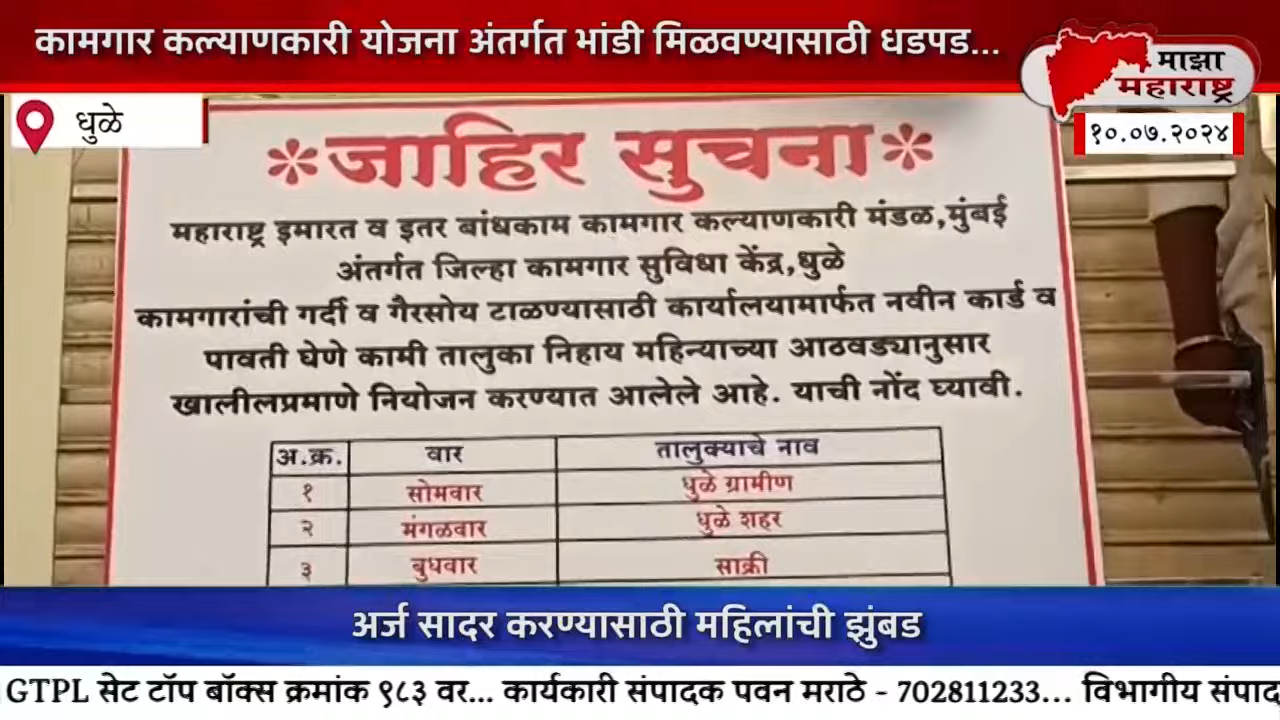 कामगार कल्याणकारी योजना अंतर्गत भांडी मिळवण्यासाठी धडपड...
माझा
महाराष्ट्र
धुळे
१०.०७.२०२४
*जाहिर सुचना*
महाराष्ट्र इमारत व इतर बांधकाम कामगार कल्याणकारी मंडळ,मुंबई
अंतर्गत जिल्हा कामगार सुविधा केंद्र,धुळे
कामगारांची गर्दी व गैरसोय टाळण्यासाठी कार्यालयामार्फत नवीन कार्ड व
पावती घेणे कामी तालुका निहाय महिन्याच्या आठवड्यानुसार
खालीलप्रमाणे नियोजन करण्यात आलेले आहे. याची नोंद घ्यावी.
अ.क्र. वार तालुक्याचे नाव
१ सोमवार धुळे ग्रामीण
२ मंगळवार धुळे शहर
३ बुधवार साक्री
अर्ज सादर करण्यासाठी महिलांची झुंबड
GTPL सेट टॉप बॉक्स क्रमांक ९८३ वर... कार्यकारी संपादक पवन मराठे - 702811233... विभागीय संपाद